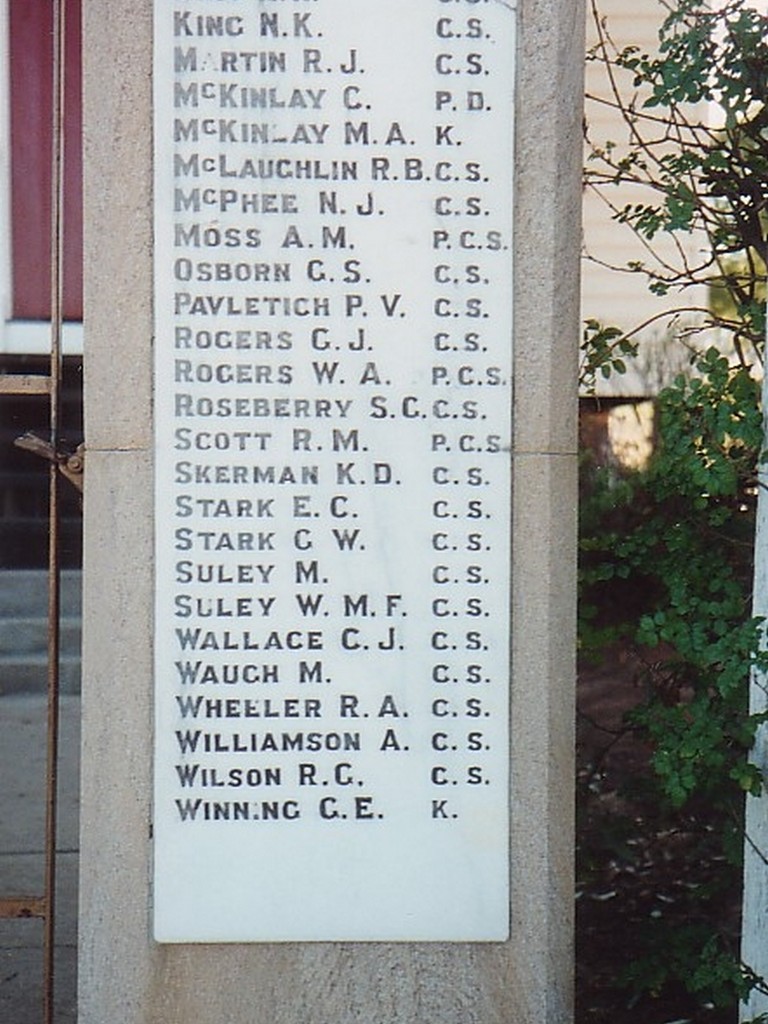 KING N.K. C.S.
MARTIN R.J. C.S.
MCKINLAY C. P.D.
MCKINLAY M.A. K.
MCLAUGHLIN R.B. C.S.
MCPHEE N.J. C.S.
MOSS A.M. P.C.S.
OSBORN G.S. C.S.
PAVLETICH P.V. C.S.
ROGERS G.J. C.S.
ROGERS W.A. P.C.S.
ROSEBERRY S.C. C.S.
SCOTT R.M. P.C.S.
SKERMAN K.D. C.S.
STARK E.C. C.S.
STARK G W. C.S.
SULEY M. C.S.
SULEY W.M.F. C.S.
WALLACE C.J. C.S.
WAUGH M. C.S.
WHEELER R.A. C.S.
WILLIAMSON A. C.S.
WILSON R.G. C.S.
WINNING G.E. K.